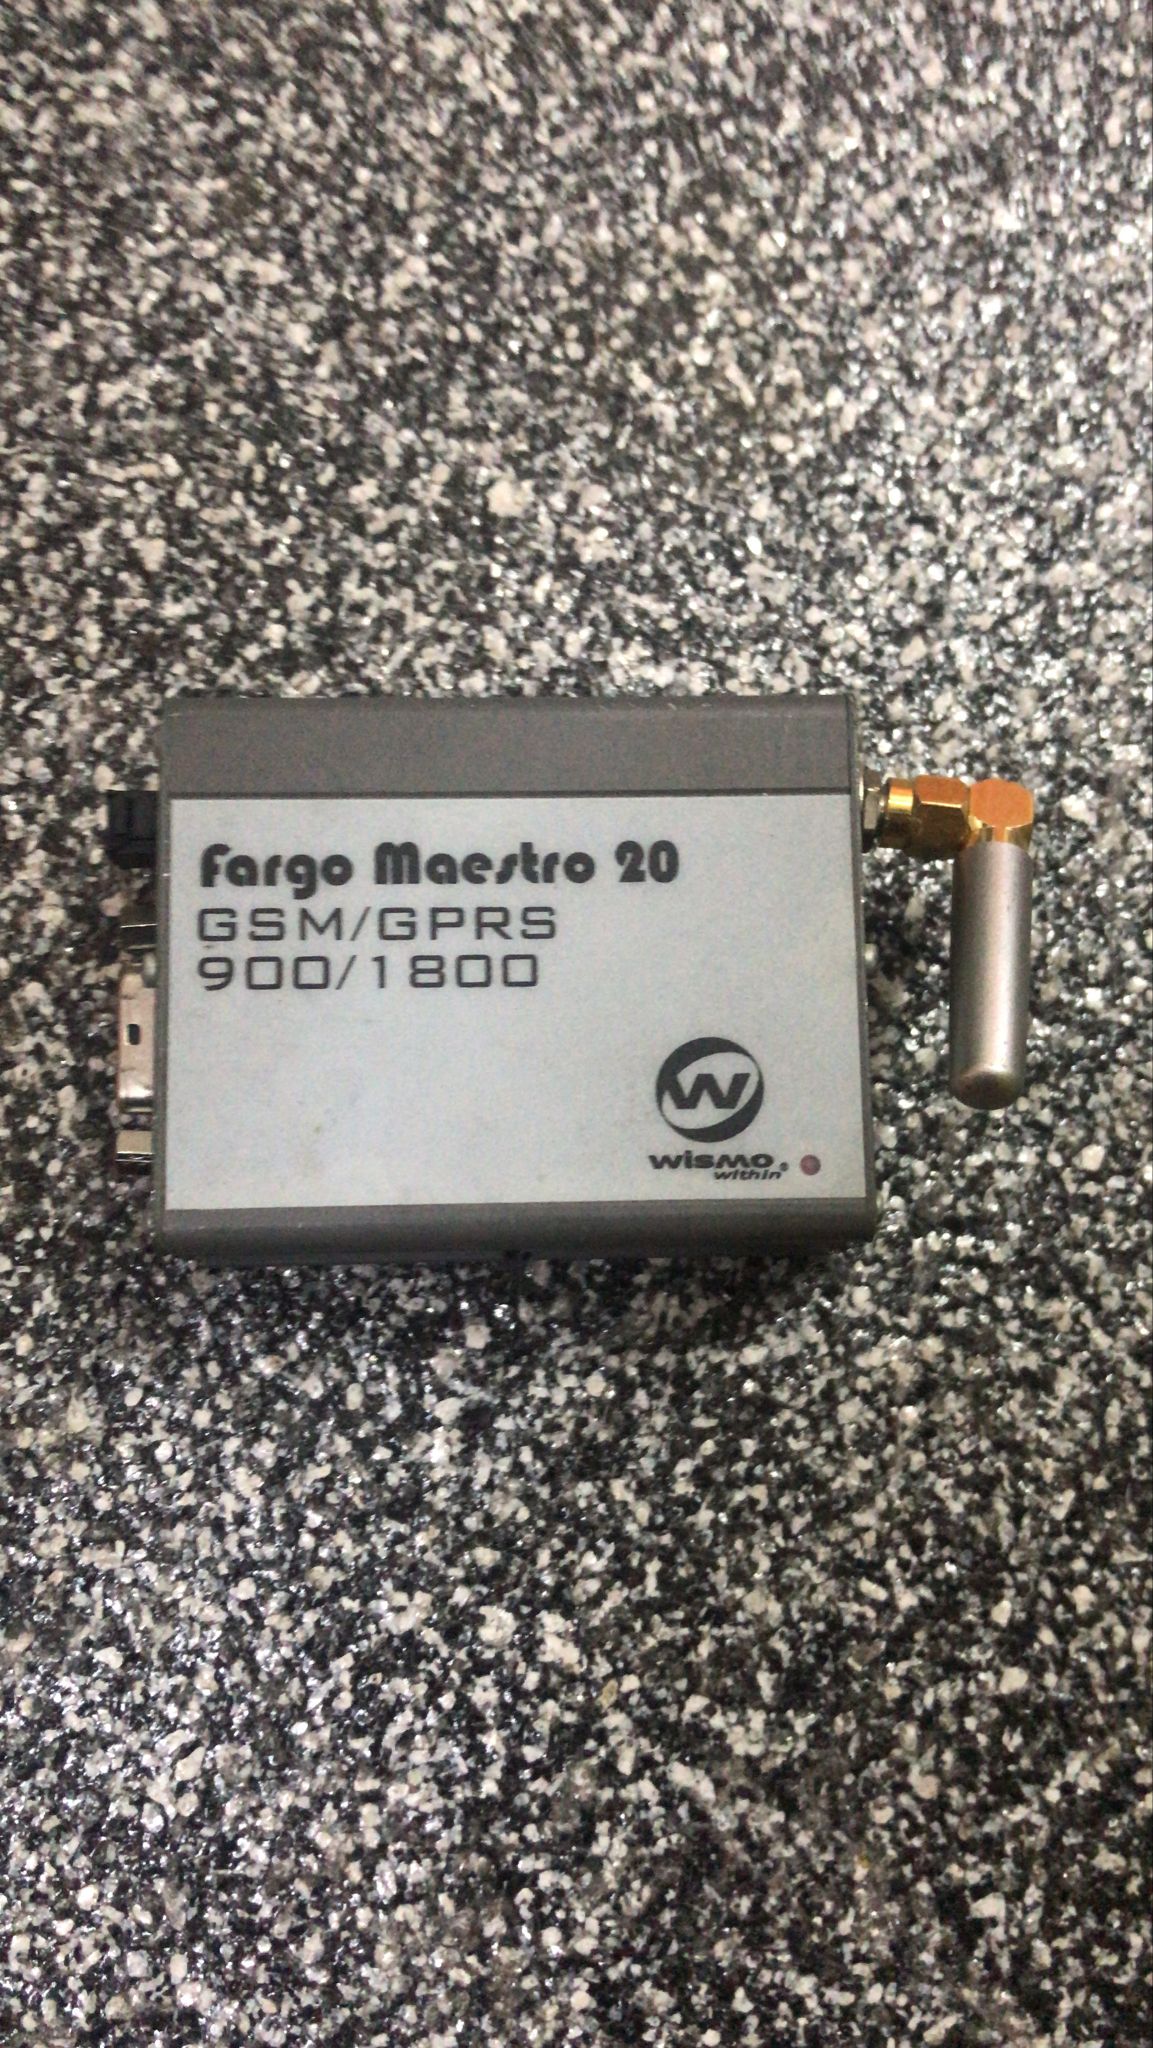 Fargo Maestro 20
GSM/GPRS
900/1800
W
wismo
within®